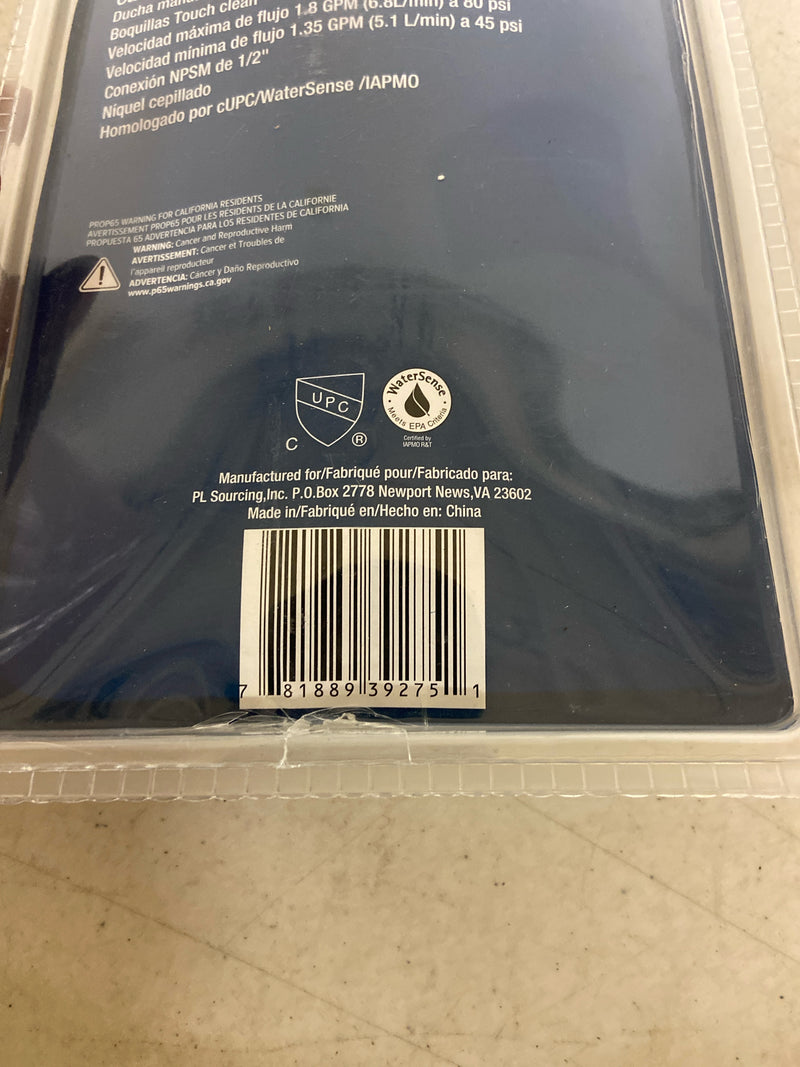 Ducha
Boquillas Touch clean
Velocidad máxima de flujo 1.8 GPM (6.8L/min) a 80 psi
Velocidad mínima de flujo 1.35 GPM (5.1 L/min) a 45 psi
Conexión NPSM de 1/2"
Níquel cepillado
Homologado por cUPC/WaterSense /IAPMO
PROP65 WARNING FOR CALIFORNIA RESIDENTS
AVERTISSEMENT PROP65 POUR LES RÉSIDENTS DE LA CALIFORNIE
PROPUESTA 65 ADVERTENCIA PARA LOS RESIDENTES DE CALIFORNIA
WARNING: Cancer and Reproductive Harm
AVERTISSEMENT: Cancer et Troubles de
l'appareil reproducteur
ADVERTENCIA: Cáncer y Daño Reproductivo
www.p65warnings.ca.gov
UPC
C ®
WaterSense
Meets EPA Criteria
Certified by
IAPMO R&T
Manufactured for/Fabriqué pour/Fabricado para:
PL Sourcing,Inc. P.O.Box 2778 Newport News,VA 23602
Made in/Fabriqué en/Hecho en: China
7 81889 39275 1